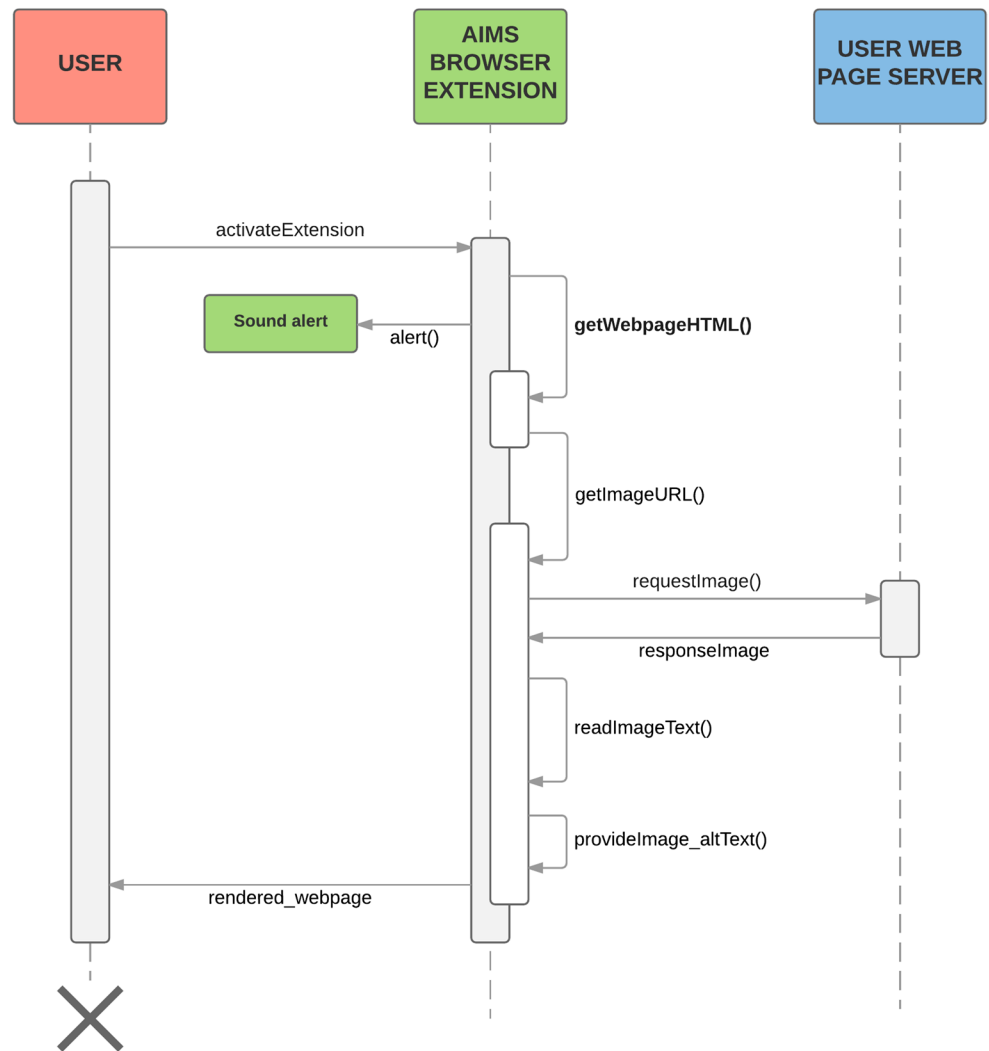 USER
AIMS
BROWSER
EXTENSION
USER WEB
PAGE SERVER
activateExtension
Sound alert
alert()
getWebpageHTML()
getImageURL()
requestImage()
responseImage
readImageText()
provideImage_altText()
rendered_webpage